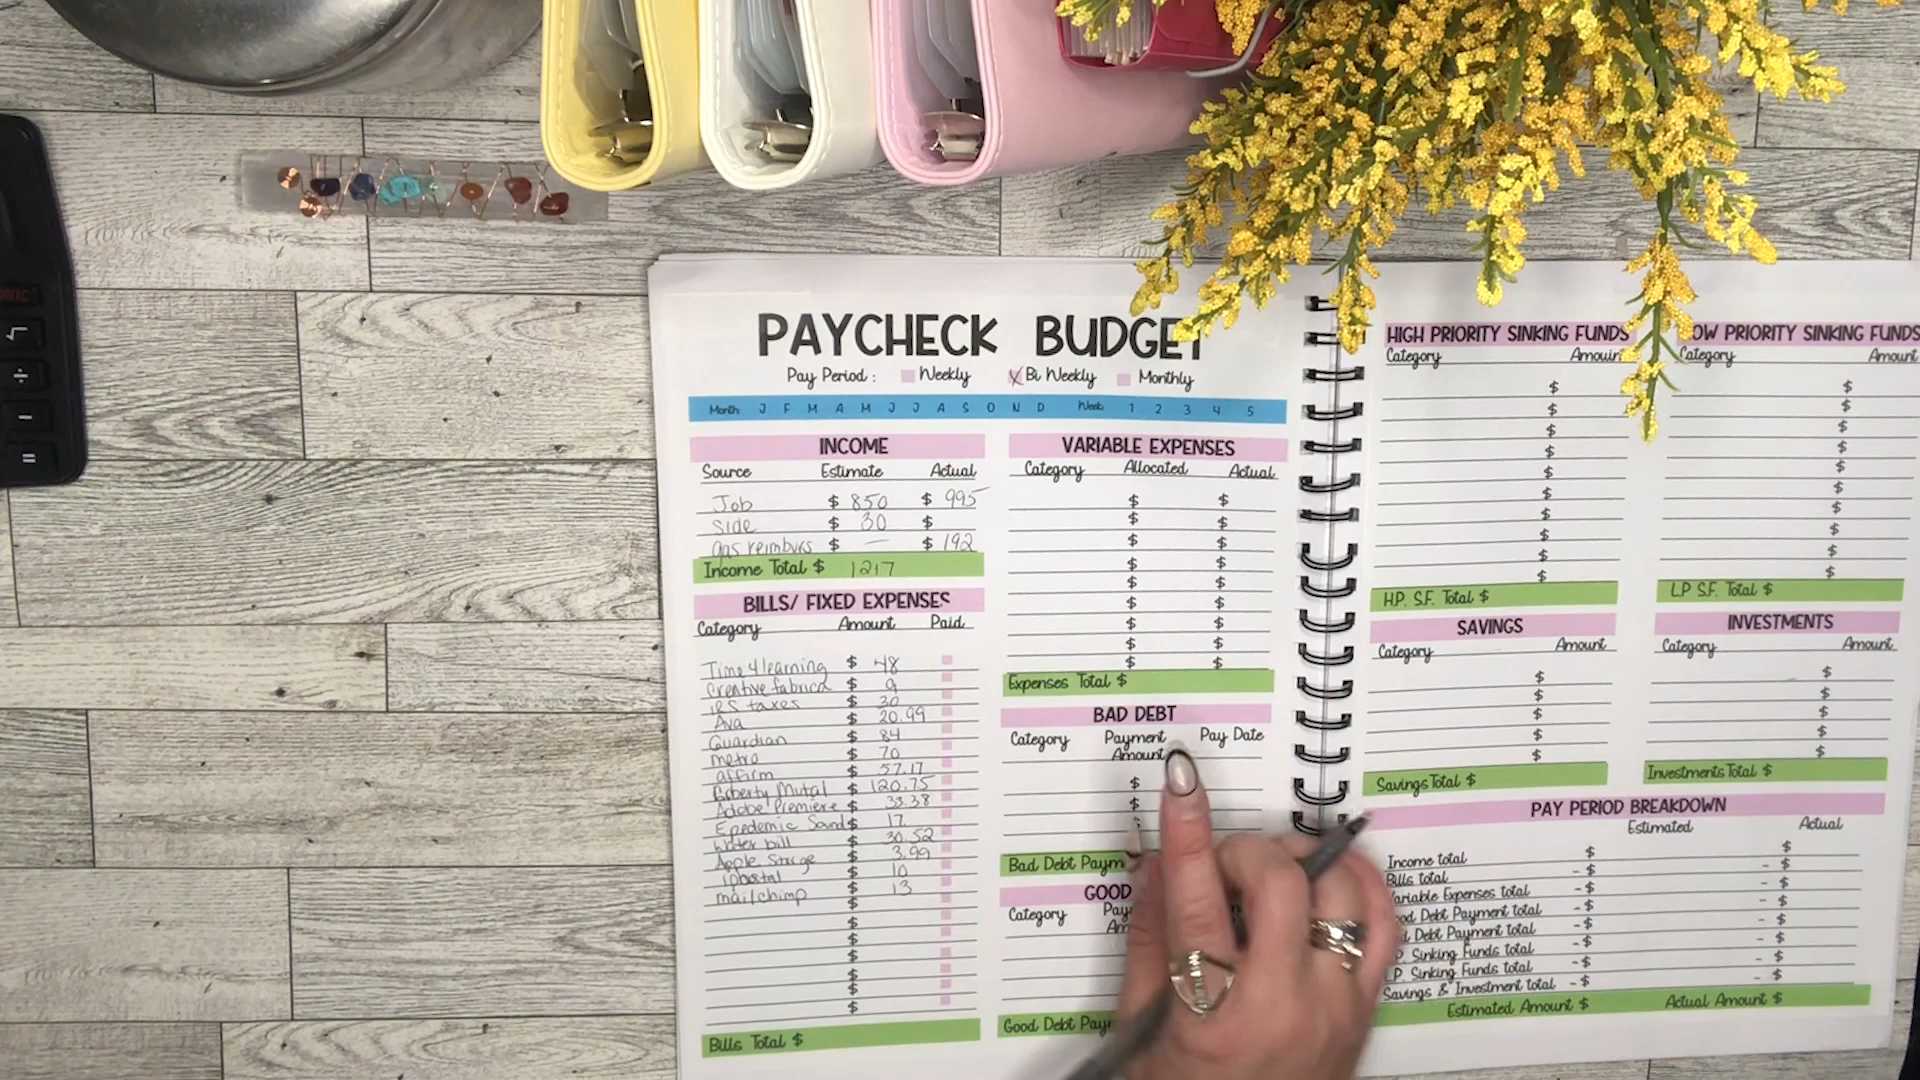 PAYCHECK BUDGET
Pay Period : Weekly Bi Weekly Monthly
Month: J F M A M J J A S O N D Week 1 2 3 4 5
INCOME
Source Estimate Actual
Job $ 850 $ 995
Side $ 30 $
gas reimburs $ — $ 192
Income Total $ 1217
BILLS/ FIXED EXPENSES
Category Amount Paid
Time4learning $ 48
Creative fabrica $ 9
irs taxes $ 30
Ava $ 20.99
Guardian $ 84
metro $ 70
affirm $ 57.17
Liberty Mutal $ 120.75
Adobe Premiere $ 33.38
Epedemic Sound $ 17
Water bill $ 30.52
Apple Storge $ 3.99
$ 10
mailchimp $ 13
$
$
$
$
$
$
Bills Total $
VARIABLE EXPENSES
Category Allocated Actual
$ $
$ $
$ $
$ $
$ $
$ $
$ $
$ $
$ $
Expenses Total $
BAD DEBT
Category Payment Amount Pay Date
$
$
$
Bad Debt Paym
GOOD
Category
Good Debt
HIGH PRIORITY SINKING FUNDS
Category
$
$
$
$
$
$
$
$
$
$
H.P. S.F. Total $
OW PRIORITY SINKING FUNDS
Category Amount
$
$
$
$
$
$
$
$
$
$
L.P S.F. Total $
SAVINGS
Category Amount
$
$
$
$
$
Savings Total $
INVESTMENTS
Category Amount
$
$
$
$
$
Investments Total $
PAY PERIOD BREAKDOWN
Estimated Actual
Income total $ $
Bills total - $ - $
Variable Expenses total - $ - $
Debt Payment total - $ - $
Debt Payment total - $ - $
Sinking Funds total - $ - $
Sinking Funds total - $ - $
Savings & Investment total - $ - $
Estimated Amount $ Actual Amount $
√
÷
=